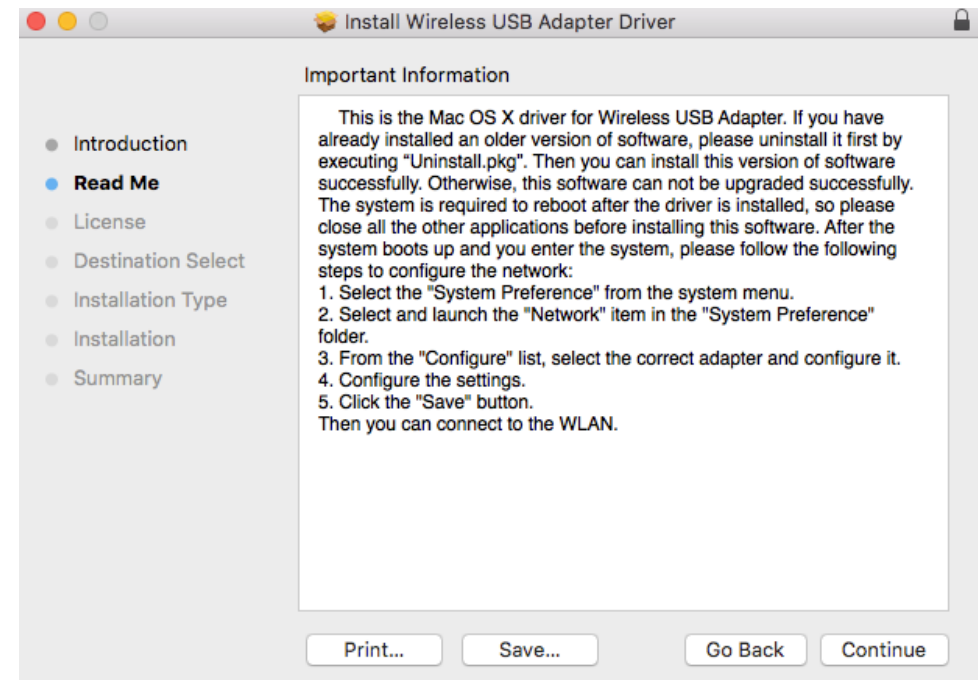 Install Wireless USB Adapter Driver
Important Information
Introduction
Read Me
License
Destination Select
Installation Type
Installation
Summary
This is the Mac OS X driver for Wireless USB Adapter. If you have
already installed an older version of software, please uninstall it first by
executing “Uninstall.pkg". Then you can install this version of software
successfully. Otherwise, this software can not be upgraded successfully.
The system is required to reboot after the driver is installed, so please
close all the other applications before installing this software. After the
system boots up and you enter the system, please follow the following
steps to configure the network:
1. Select the "System Preference" from the system menu.
2. Select and launch the "Network" item in the "System Preference"
folder.
3. From the "Configure" list, select the correct adapter and configure it.
4. Configure the settings.
5. Click the "Save" button.
Then you can connect to the WLAN.
Print...
Save...
Go Back
Continue